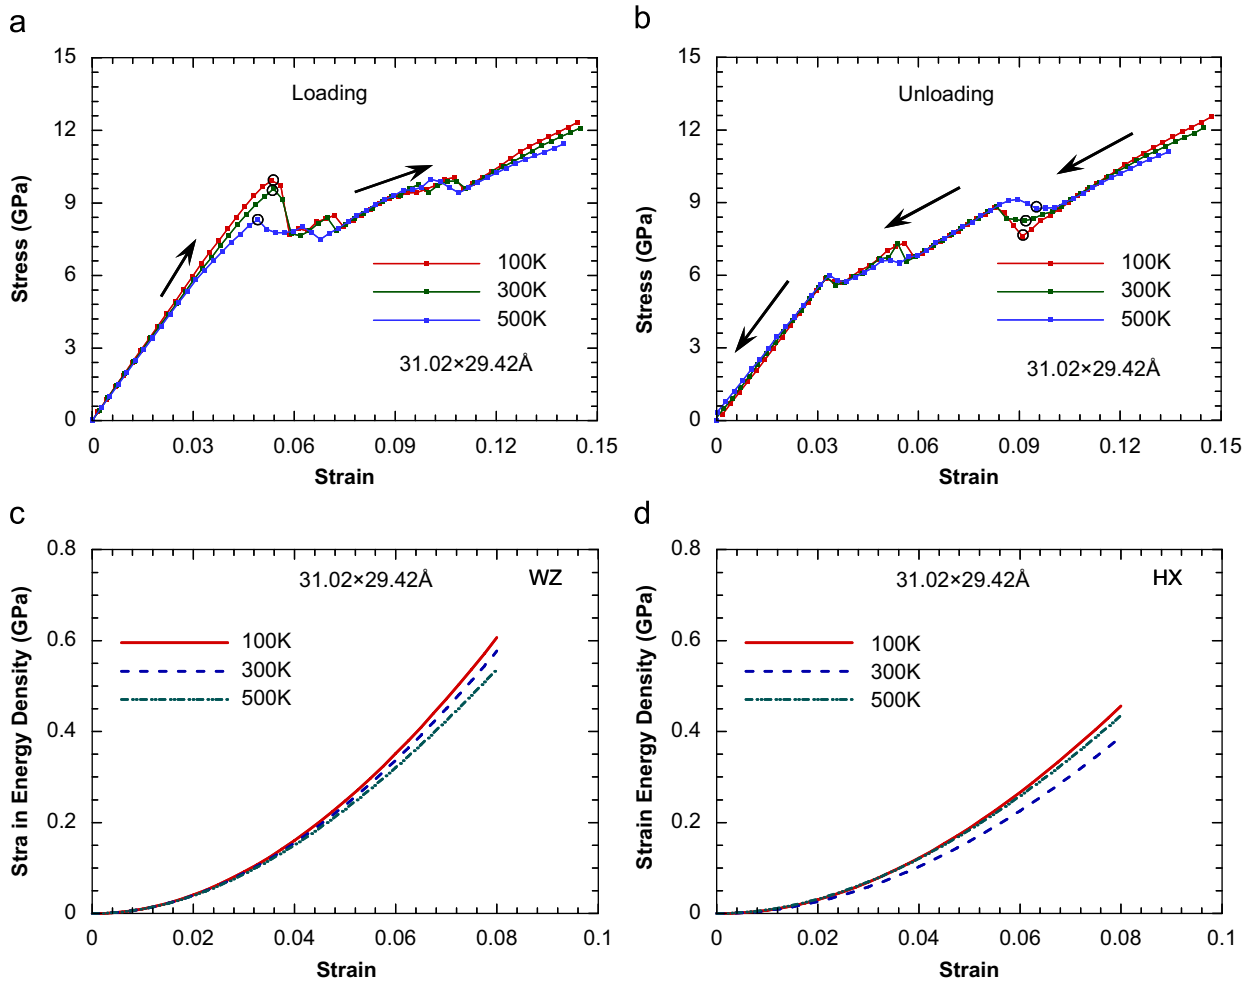 a
15
12
9
6
3
0
Stress (GPa)
Loading
100K
300K
500K
31.02×29.42Å
0
0.03
0.06
0.09
0.12
0.15
Strain
b
15
12
9
6
3
0
Stress (GPa)
Unloading
100K
300K
500K
31.02×29.42Å
0
0.03
0.06
0.09
0.12
0.15
Strain
c
0.8
0.6
0.4
0.2
0
Stra in Energy Density (GPa)
31.02×29.42Å
WZ
100K
300K
500K
0
0.02
0.04
0.06
0.08
0.1
Strain
d
0.8
0.6
0.4
0.2
0
Strain Energy Density (GPa)
31.02×29.42Å
HX
100K
300K
500K
0
0.02
0.04
0.06
0.08
0.1
Strain